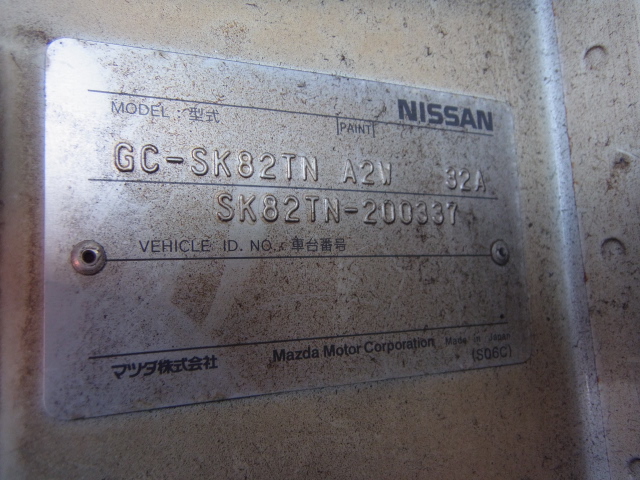 MODEL : 型式 PAINT NISSAN
GC-SK82TN A2W 32A
SK82TN-200337
VEHICLE ID. NO. : 車台番号
マツダ株式会社 Mazda Motor Corporation Made in Japan
(S06C)